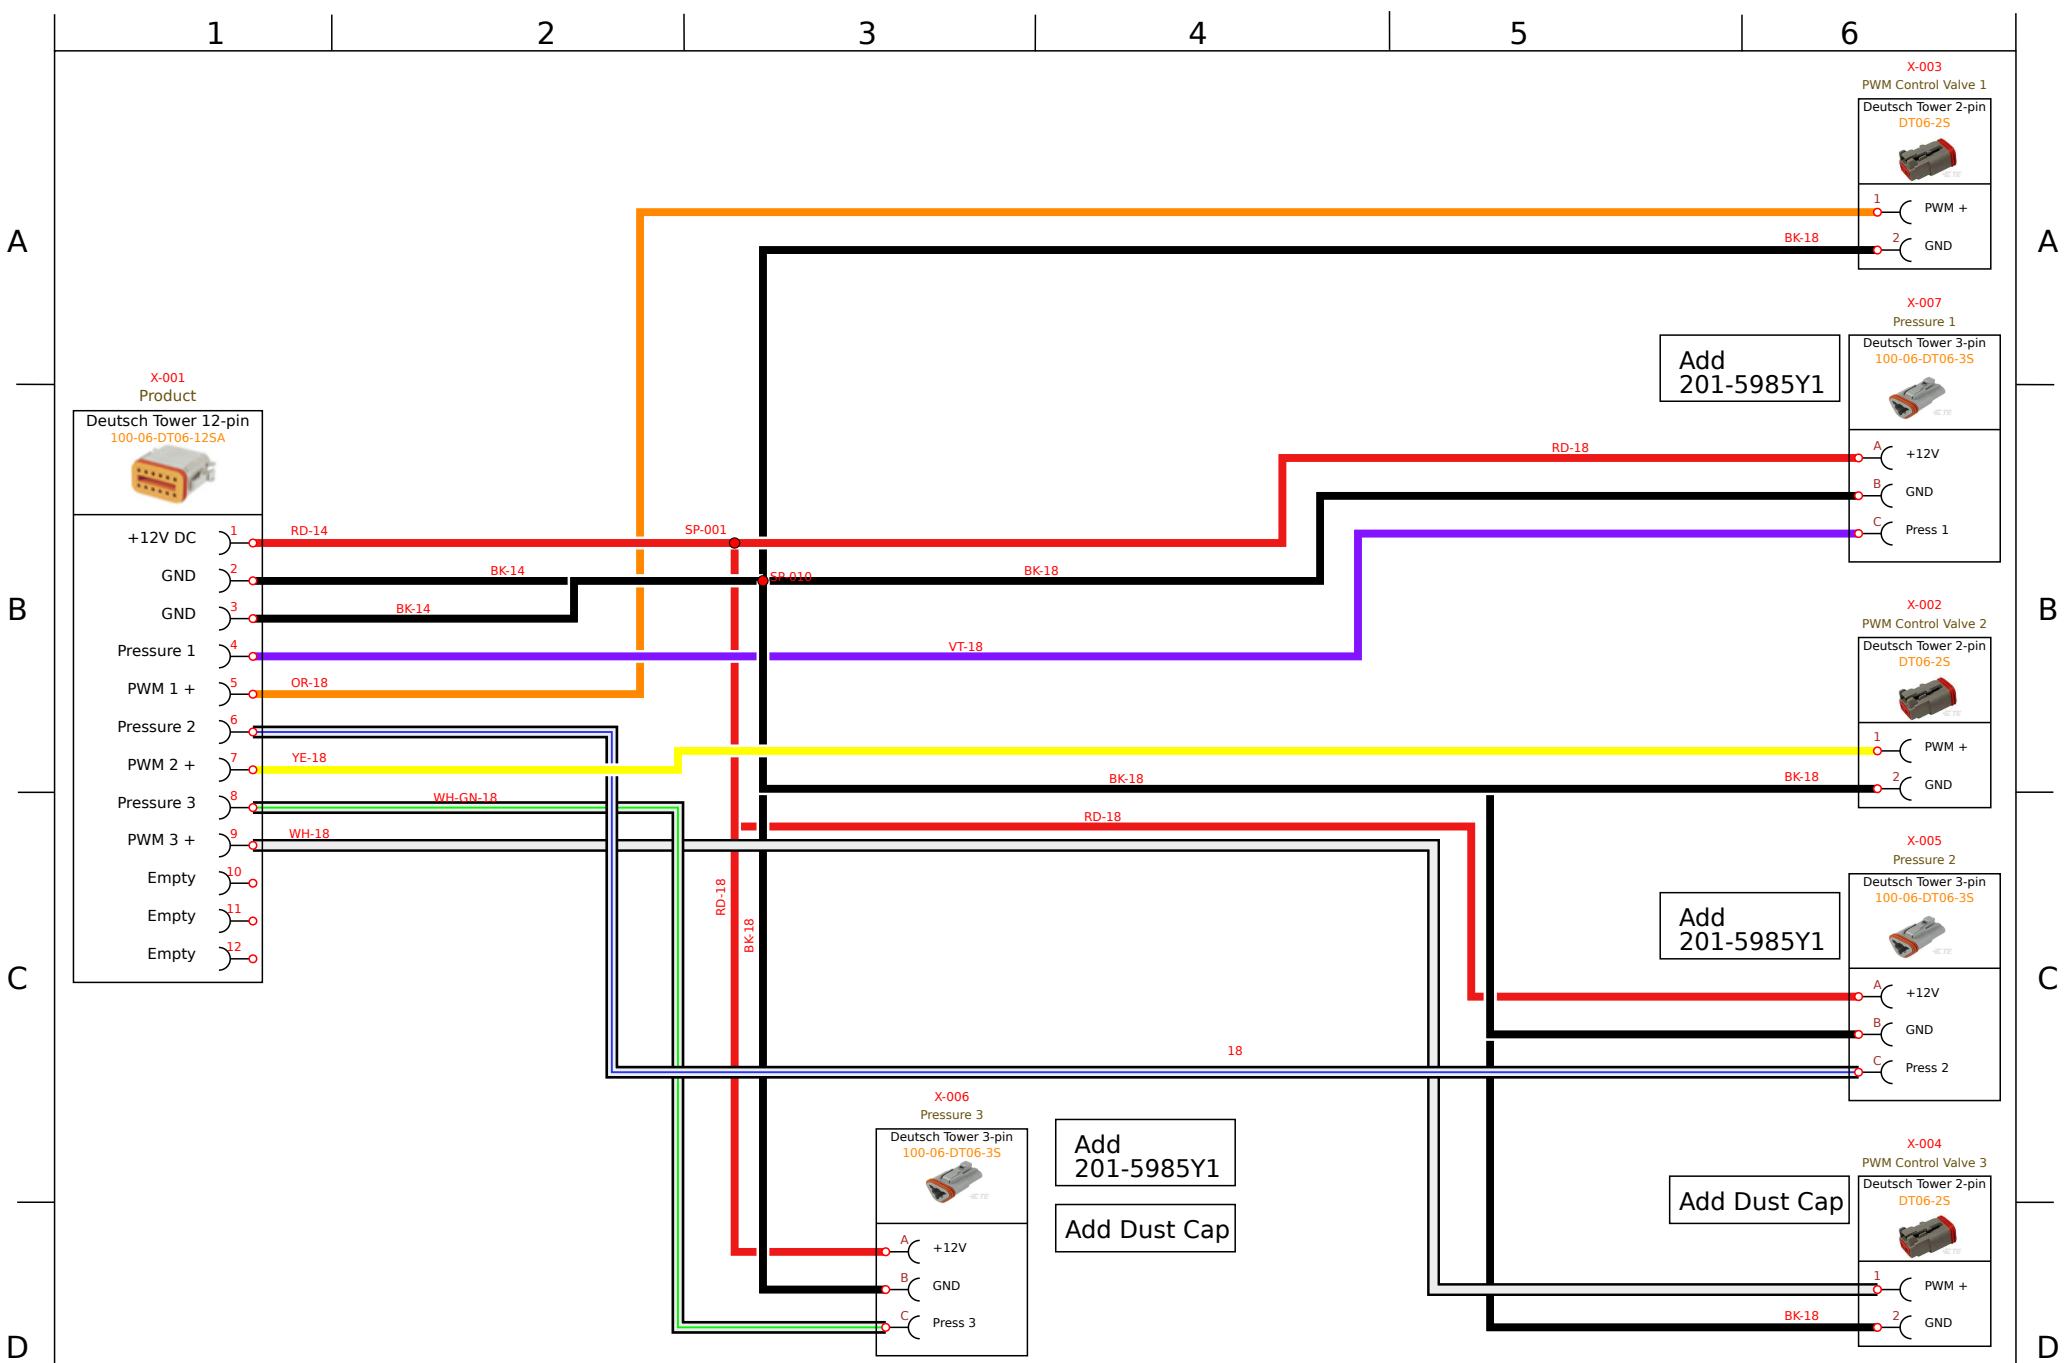 1 2 3 4 5 6
A
B
C
D
A
B
C
D
X-001
Product
Deutsch Tower 12-pin
100-06-DT06-12SA
+12V DC 1
GND 2
GND 3
Pressure 1 4
PWM 1 + 5
Pressure 2 6
PWM 2 + 7
Pressure 3 8
PWM 3 + 9
Empty 10
Empty 11
Empty 12
RD-14
BK-14
BK-14
OR-18
YE-18
WH-GN-18
WH-18
SP-001
SP-010
BK-18
VT-18
BK-18
RD-18
RD-18
BK-18
18
BK-18
RD-18
BK-18
BK-18
X-003
PWM Control Valve 1
Deutsch Tower 2-pin
DT06-2S
TE
1 PWM +
2 GND
X-007
Pressure 1
Deutsch Tower 3-pin
100-06-DT06-3S
TE
A +12V
B GND
C Press 1
Add
201-5985Y1
X-002
PWM Control Valve 2
Deutsch Tower 2-pin
DT06-2S
TE
1 PWM +
2 GND
X-005
Pressure 2
Deutsch Tower 3-pin
100-06-DT06-3S
TE
A +12V
B GND
C Press 2
Add
201-5985Y1
X-006
Pressure 3
Deutsch Tower 3-pin
100-06-DT06-3S
TE
A +12V
B GND
C Press 3
Add
201-5985Y1
Add Dust Cap
X-004
PWM Control Valve 3
Deutsch Tower 2-pin
DT06-2S
TE
1 PWM +
2 GND
Add Dust Cap